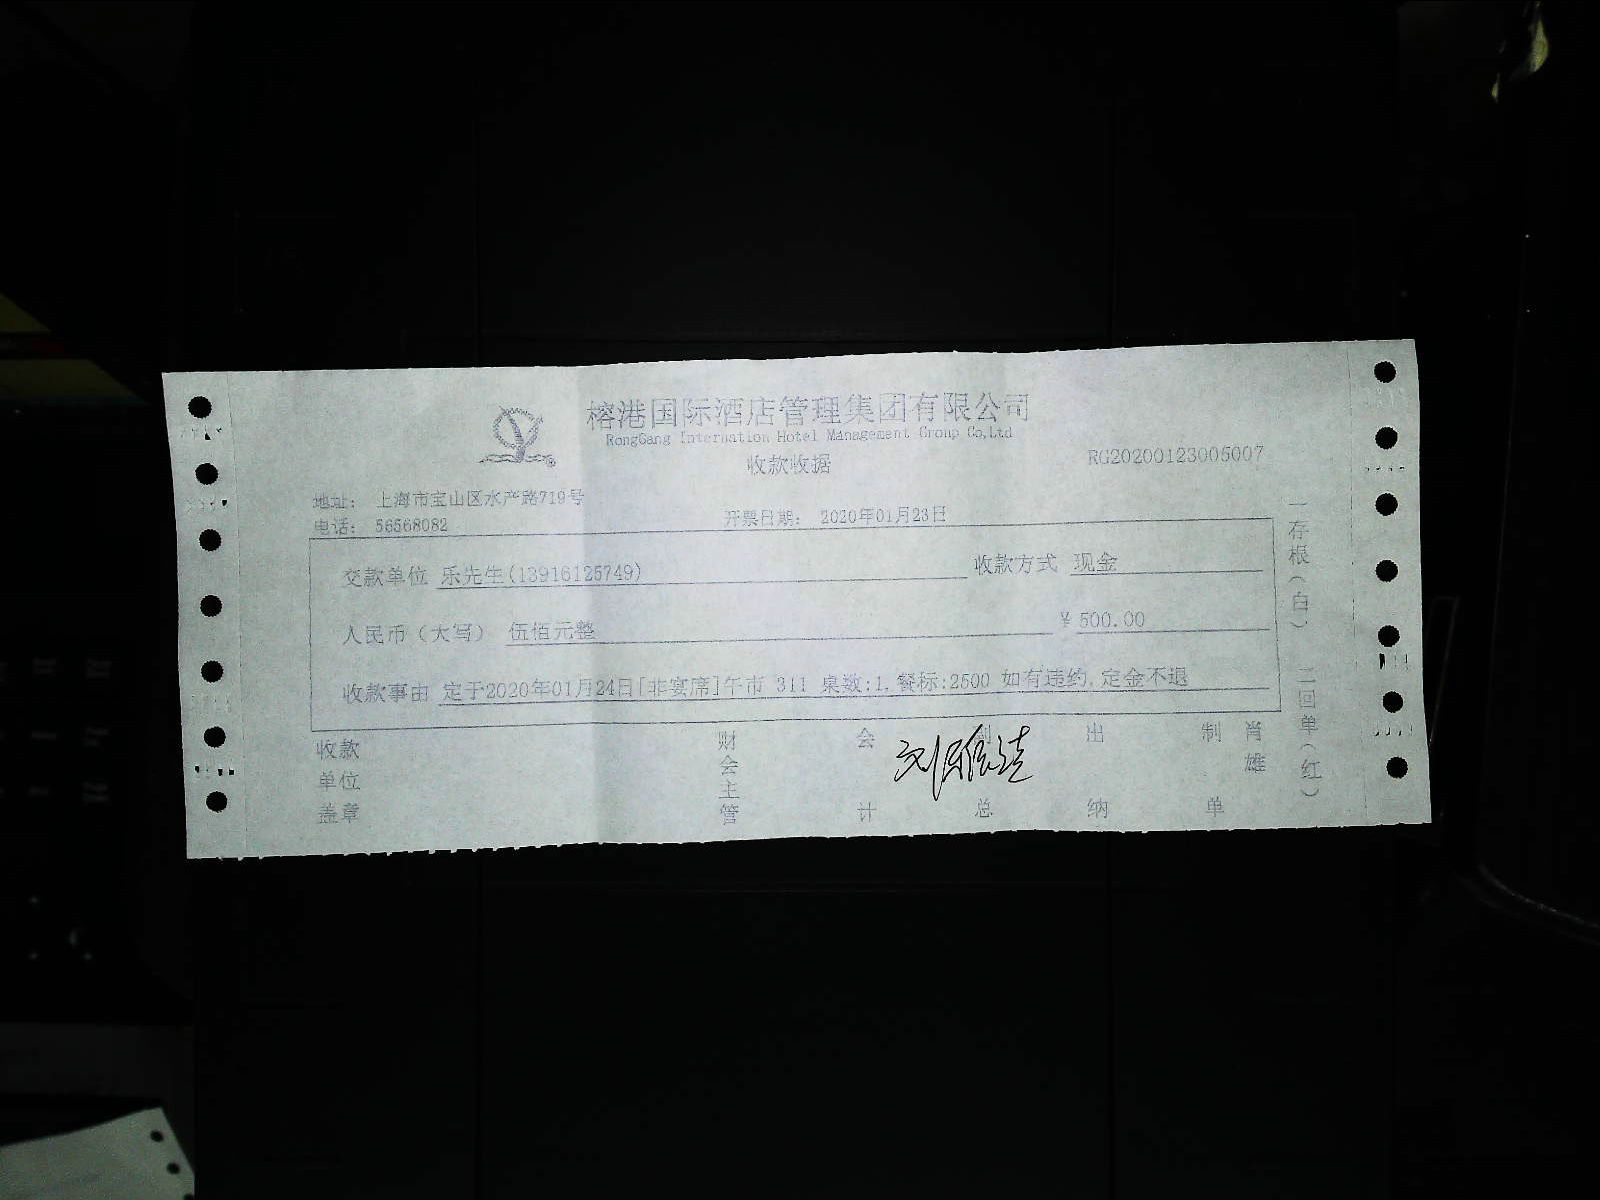 榕港国际酒店管理集团有限公司
RongGang Internation Hotel Management Group Co,Ltd
收款收据
RG20200123005007
地址： 上海市宝山区水产路719号
电话： 56568082
开票日期： 2020年01月23日
交款单位 乐先生(13916125749)
收款方式 现金
人民币（大写） 伍佰元整
¥ 500.00
收款事由 定于2020年01月24日[非宴席]午市 311 桌数:1,餐标:2500 如有违约,定金不退
一存根（白） 二回单（红）
收款单位盖章
财会主管
会计
副总
出纳
制单
肖雄